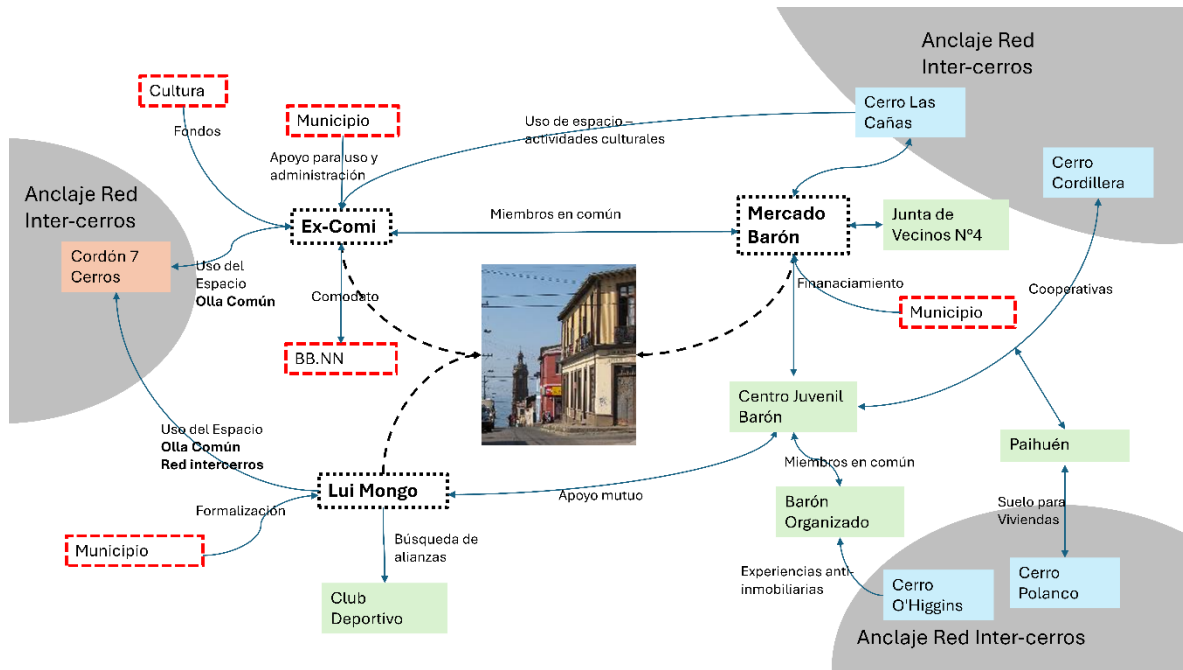 Anclaje Red
Inter-cerros
Cultura
Fondos
Municipio
Apoyo para uso y
administración
Uso de espacio –
actividades culturales
Cerro Las
Cañas
Cerro
Cordillera
Anclaje Red
Inter-cerros
Cordón 7
Cerros
Uso del
Espacio
Olla Común
Ex-Comi
Miembros en común
Mercado
Barón
Junta de
Vecinos Nº4
Comodato
BB.NN
Finanaciamiento
Municipio
Cooperativas
Centro Juvenil
Barón
Uso del Espacio
Olla Común
Red intercerros
Lui Mongo
Apoyo mutuo
Miembros en común
Paihuén
Formalización
Municipio
Búsqueda de
alianzas
Club
Deportivo
Barón
Organizado
Suelo para
Viviendas
Experiencias anti-
inmobiliarias
Cerro
O'Higgins
Cerro
Polanco
Anclaje Red Inter-cerros